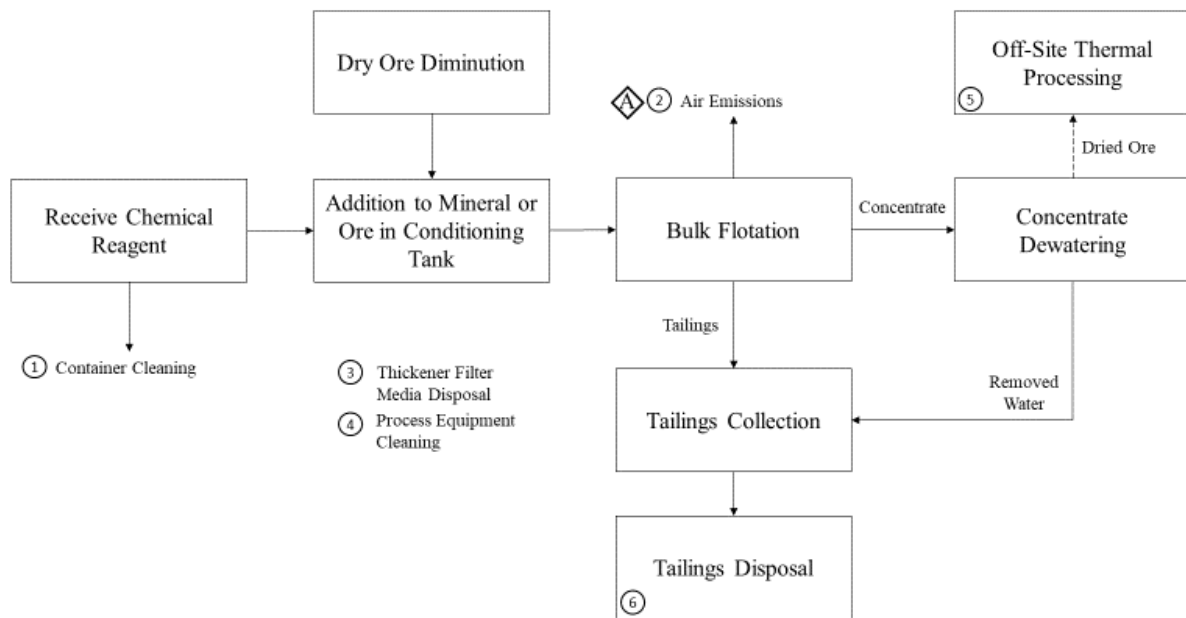 Dry Ore Diminution
Off-Site Thermal
Processing
5
A 2 Air Emissions
Dried Ore
Receive Chemical
Reagent
Addition to Mineral or
Ore in Conditioning
Tank
Bulk Flotation
Concentrate
Concentrate
Dewatering
1 Container Cleaning
Tailings
3 Thickener Filter
Media Disposal
4 Process Equipment
Cleaning
Tailings Collection
Removed
Water
Tailings Disposal
6